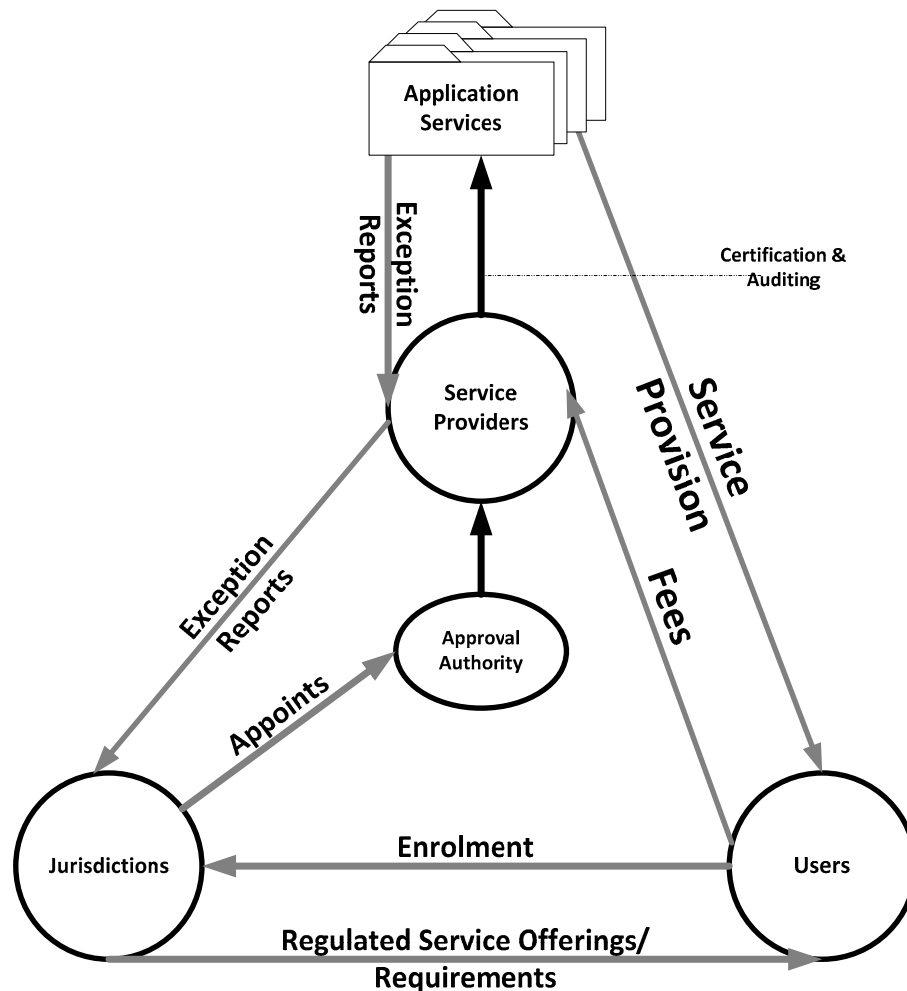 Application
Services
Exception
Reports
Certification &
Auditing
Service
Providers
Service
Provision
Exception
Reports
Fees
Approval
Authority
Appoints
Jurisdictions
Enrolment
Users
Regulated Service Offerings/
Requirements